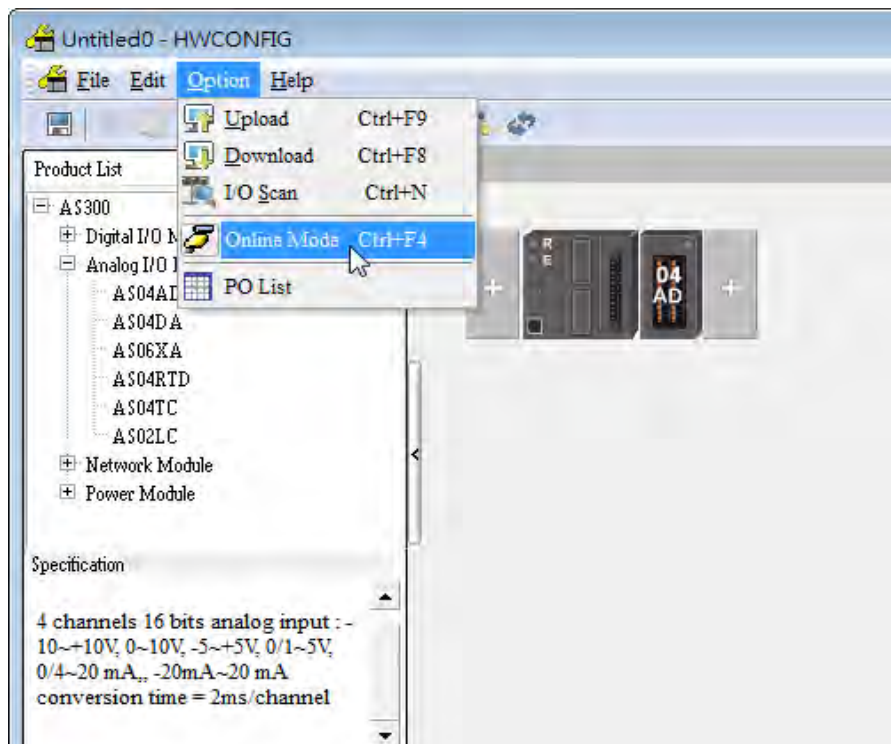 Untitled0 - HWCONFIG
File Edit Option Help
Upload Ctrl+F9
Download Ctrl+F8
I/O Scan Ctrl+N
Online Mode Ctrl+F4
PO List
Product List
AS300
Digital I/O
Analog I/O
AS04AD
AS04DA
AS06XA
AS04RTD
AS04TC
AS02LC
Network Module
Power Module
R
E
04
AD
Specification
4 channels 16 bits analog input : -
10~+10V, 0~10V, -5~+5V, 0/1~5V,
0/4~20 mA,, -20mA~20 mA
conversion time = 2ms/channel